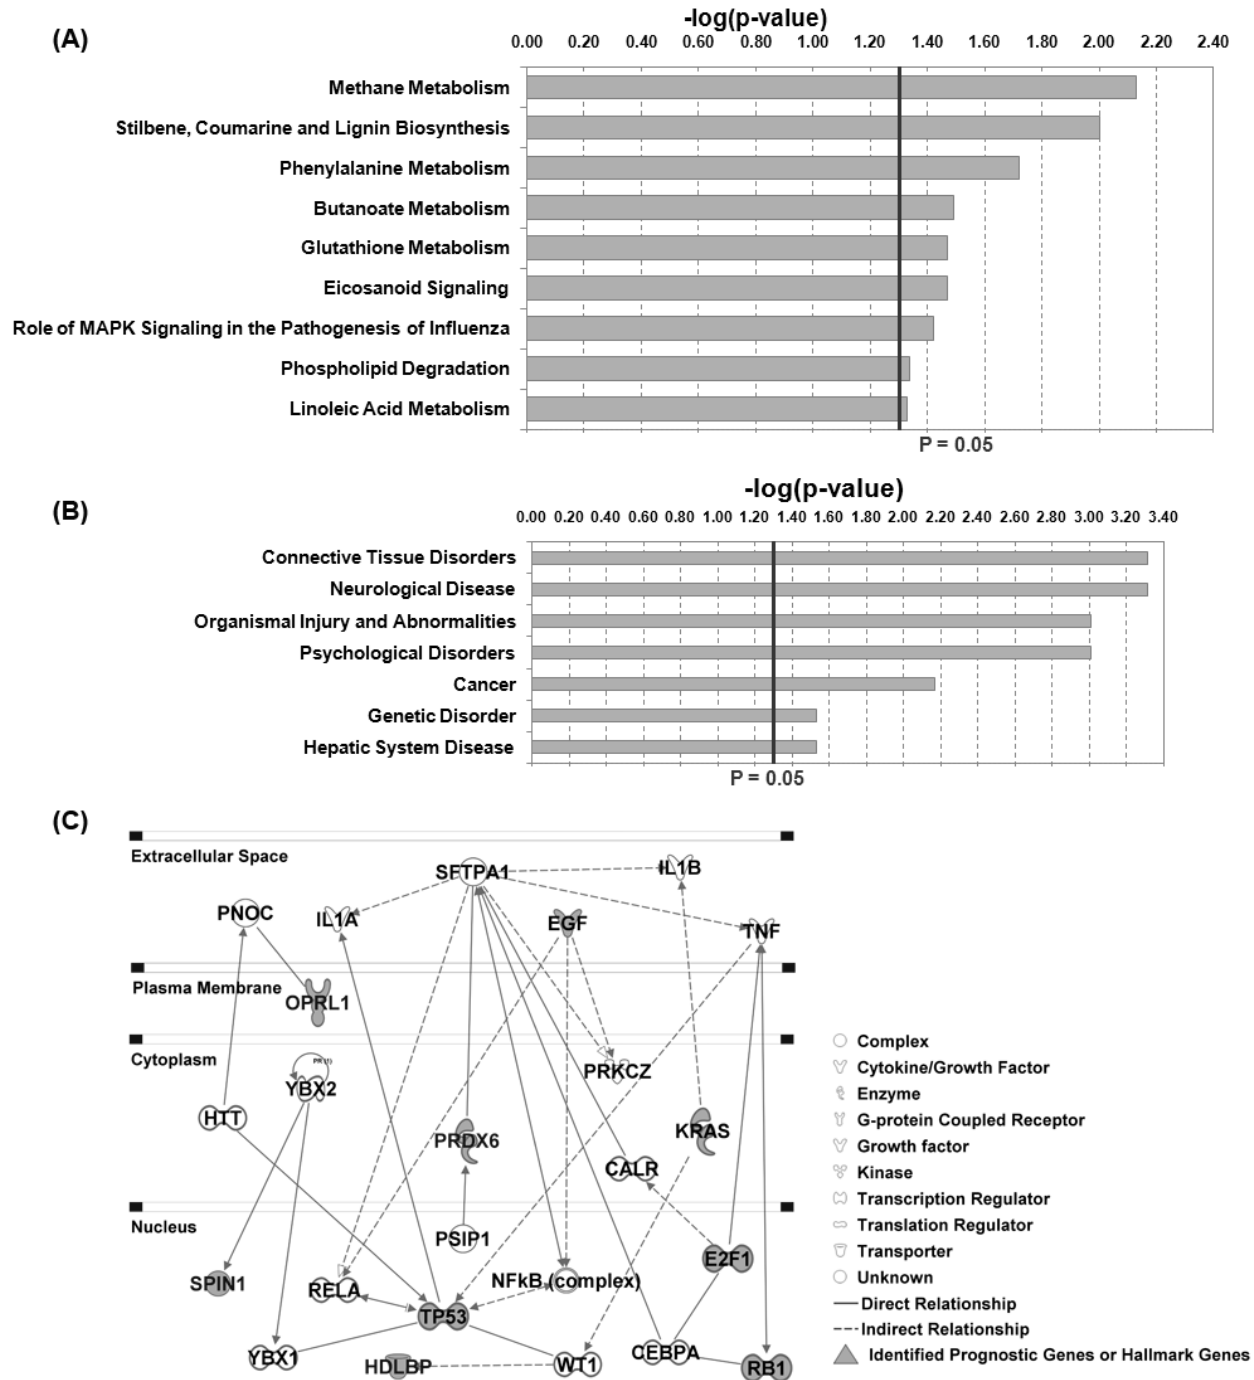 (A)
-log(p-value)
0.00 0.20 0.40 0.60 0.80 1.00 1.20 1.40 1.60 1.80 2.00 2.20 2.40
Methane Metabolism
Stilbene, Coumarine and Lignin Biosynthesis
Phenylalanine Metabolism
Butanoate Metabolism
Glutathione Metabolism
Eicosanoid Signaling
Role of MAPK Signaling in the Pathogenesis of Influenza
Phospholipid Degradation
Linoleic Acid Metabolism
P = 0.05
(B)
-log(p-value)
0.00 0.20 0.40 0.60 0.80 1.00 1.20 1.40 1.60 1.80 2.00 2.20 2.40 2.60 2.80 3.00 3.20 3.40
Connective Tissue Disorders
Neurological Disease
Organismal Injury and Abnormalities
Psychological Disorders
Cancer
Genetic Disorder
Hepatic System Disease
P = 0.05
(C)
Extracellular Space
SFTPA1
IL1B
PNOC
IL1A
EGF
TNF
Plasma Membrane
OPRL1
Cytoplasm
YBX2
PRKCZ
HTT
PRDX6
KRAS
CALR
Nucleus
PSIP1
SPIN1
RELA
NFkB (complex)
E2F1
TP53
YBX1
HDLBP
WT1
CEBPA
RB1
Complex
Cytokine/Growth Factor
Enzyme
G-protein Coupled Receptor
Growth factor
Kinase
Transcription Regulator
Translation Regulator
Transporter
Unknown
Direct Relationship
Indirect Relationship
Identified Prognostic Genes or Hallmark Genes